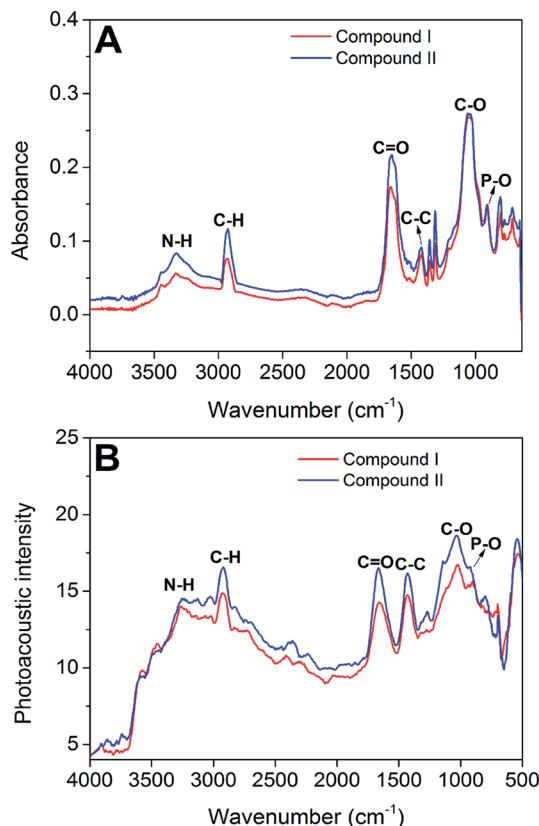 A
Compound I
Compound II
0.4
0.3
0.2
0.1
0.0
Absorbance
N-H
C-H
C=O
C-C
C-O
P-O
4000 3500 3000 2500 2000 1500 1000
Wavenumber (cm⁻¹)
B
Compound I
Compound II
25
20
15
10
5
Photoacoustic intensity
N-H
C-H
C=O
C-C
C-O
P-O
4000 3500 3000 2500 2000 1500 1000 500
Wavenumber (cm⁻¹)